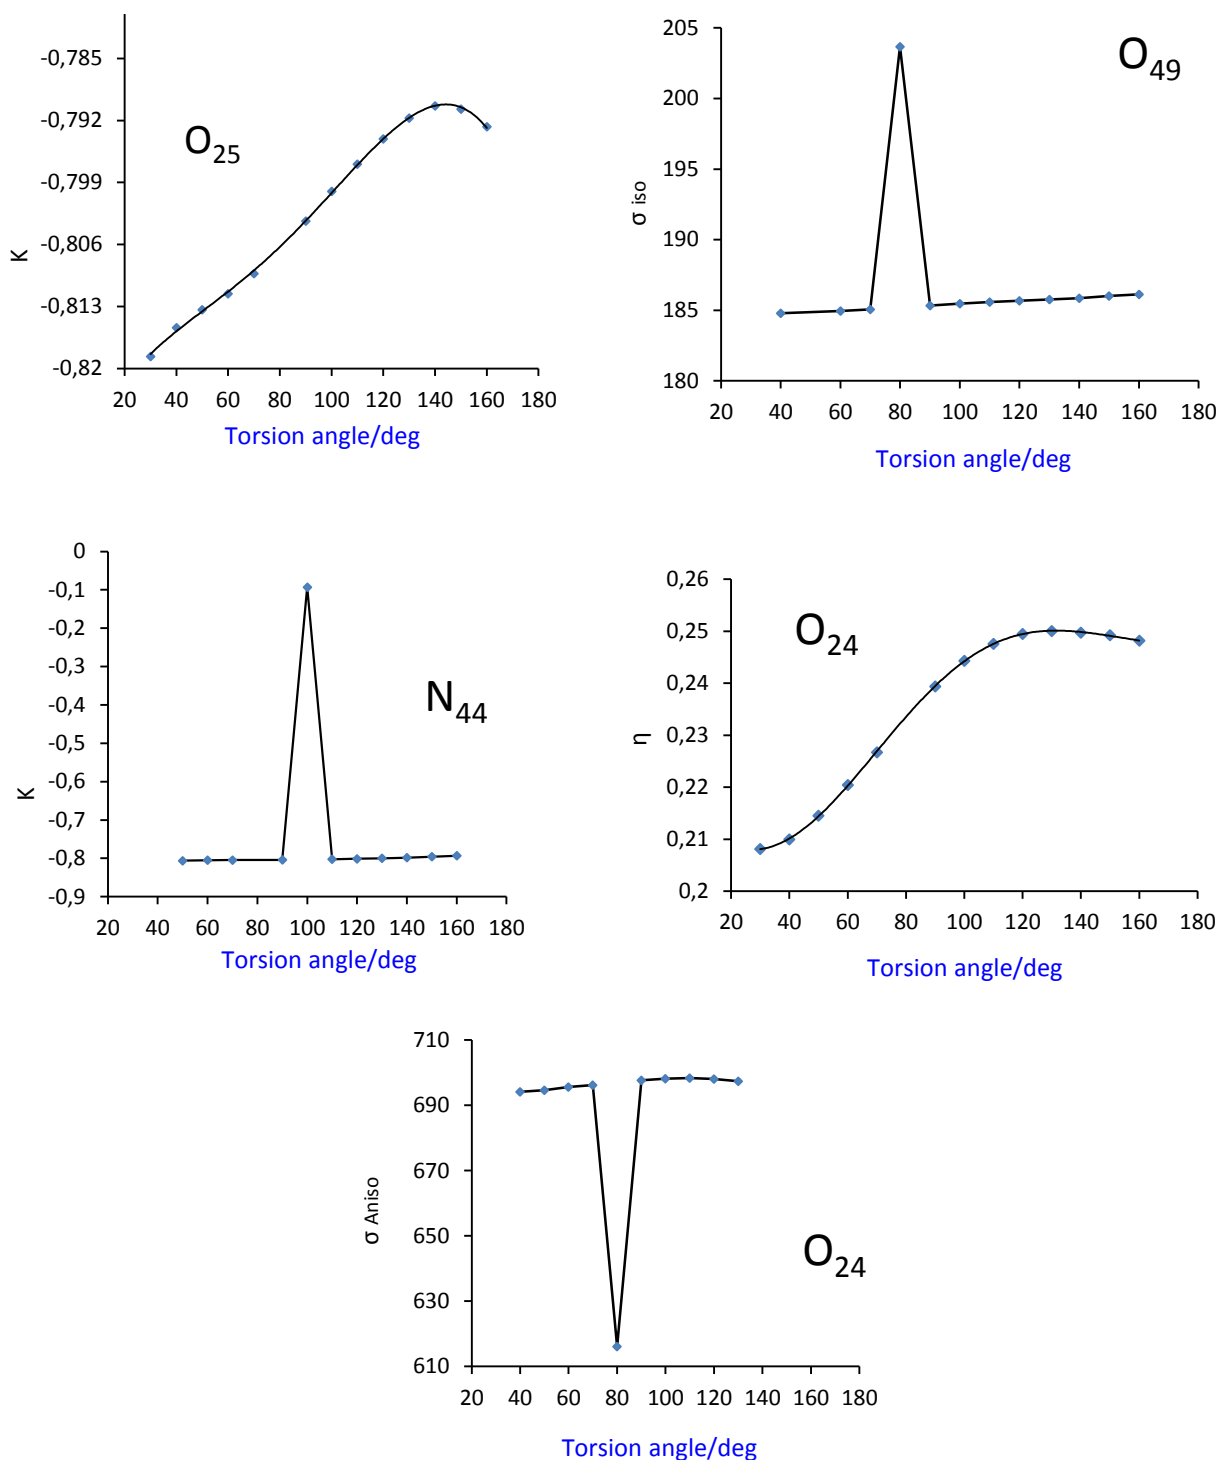 -0,785
-0,792
-0,799
-0,806
-0,813
-0,82
K
O25
20 40 60 80 100 120 140 160 180
Torsion angle/deg
205
200
195
190
185
180
σ iso
O49
20 40 60 80 100 120 140 160 180
Torsion angle/deg
0
-0,1
-0,2
-0,3
-0,4
-0,5
-0,6
-0,7
-0,8
-0,9
K
N44
20 40 60 80 100 120 140 160 180
Torsion angle/deg
0,26
0,25
0,24
0,23
0,22
0,21
0,2
η
O24
20 40 60 80 100 120 140 160 180
Torsion angle/deg
710
690
670
650
630
610
σ Aniso
O24
20 40 60 80 100 120 140 160 180
Torsion angle/deg